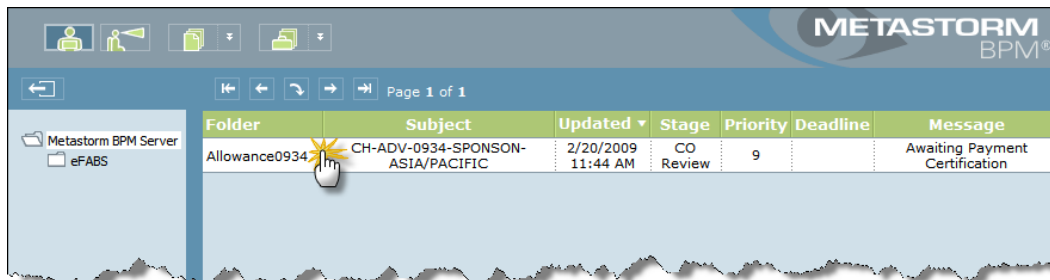 METASTORM
BPM®
Page 1 of 1
Metastorm BPM Server
eFABS
Folder Subject Updated Stage Priority Deadline Message
Allowance0934 CH-ADV-0934-SPONSON- 2/20/2009 CO 9 Awaiting Payment
ASIA/PACIFIC 11:44 AM Review Certification